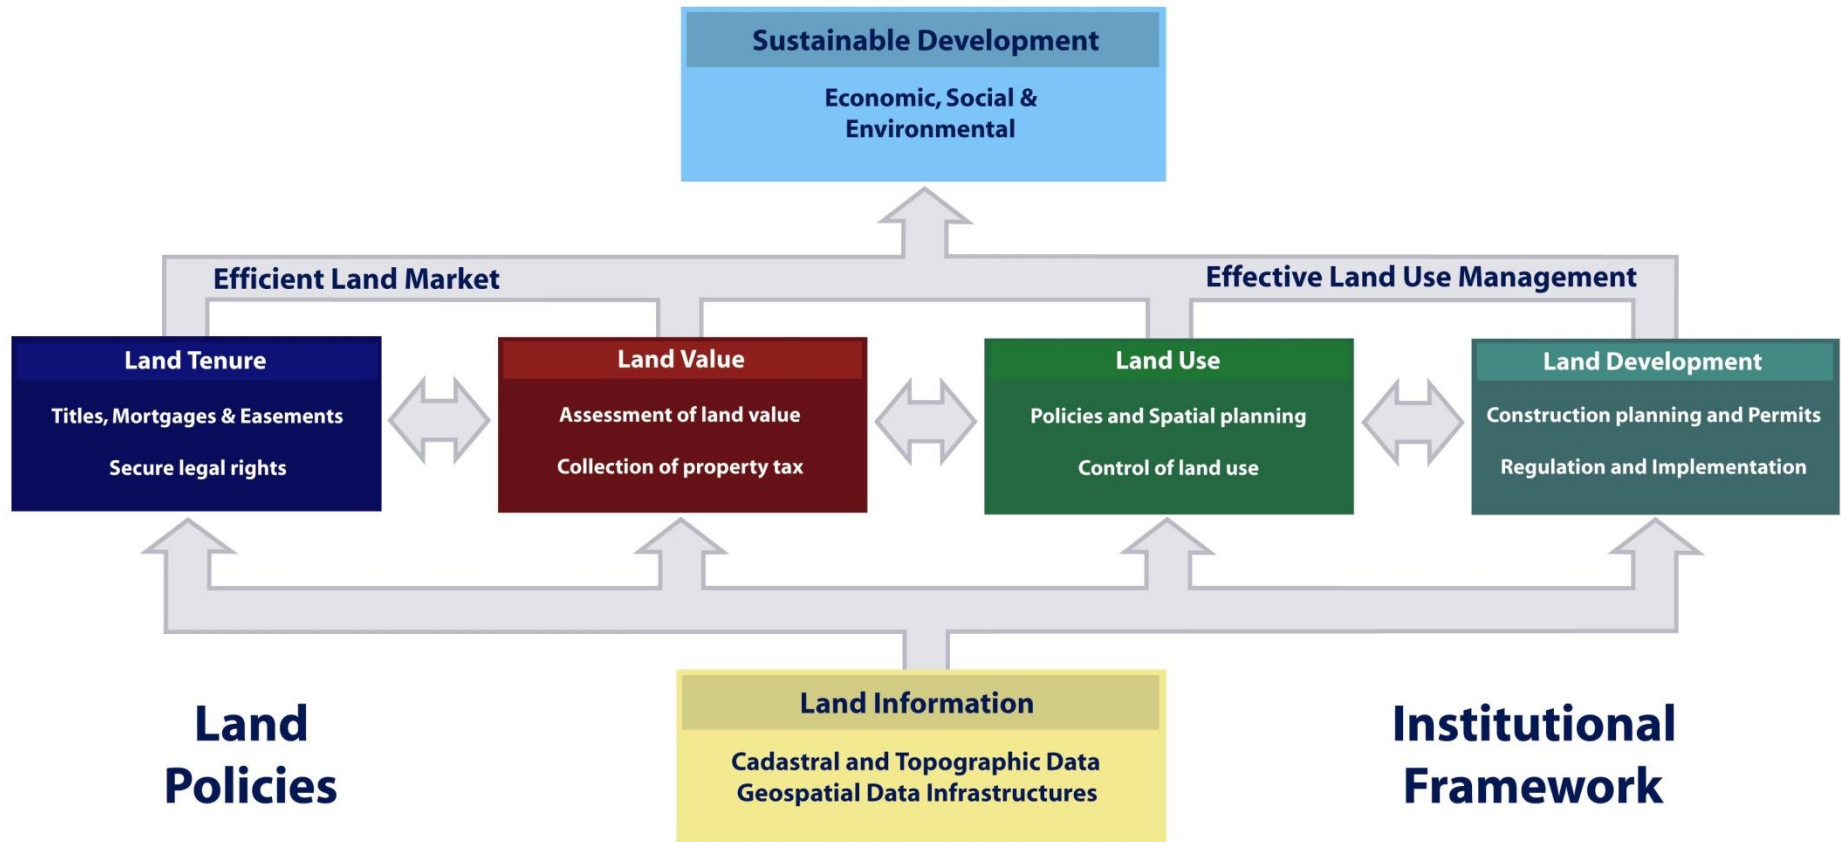 Sustainable Development
Economic, Social &
Environmental
Efficient Land Market
Effective Land Use Management
Land Tenure
Titles, Mortgages & Easements
Secure legal rights
Land Value
Assessment of land value
Collection of property tax
Land Use
Policies and Spatial planning
Control of land use
Land Development
Construction planning and Permits
Regulation and Implementation
Land
Policies
Land Information
Cadastral and Topographic Data
Geospatial Data Infrastructures
Institutional
Framework